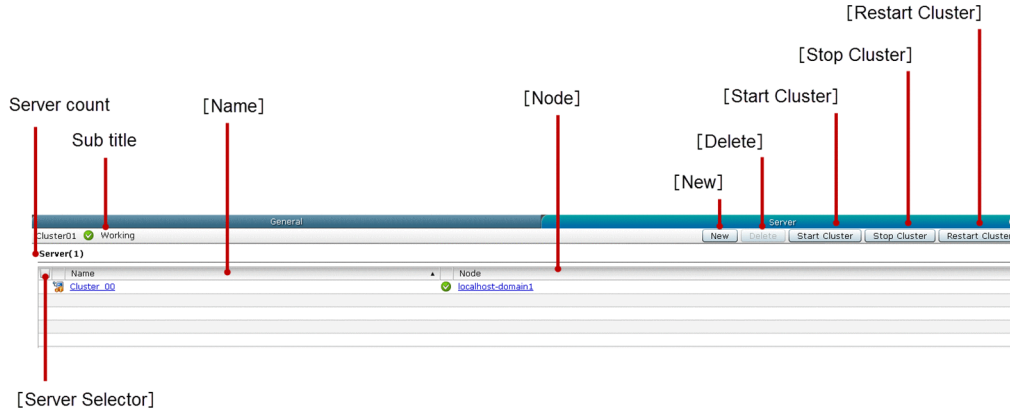 [Restart Cluster]
[Stop Cluster]
Server count
[Name]
[Node]
[Start Cluster]
Sub title
[Delete]
[New]
General
Server
Cluster01 Working
New Delete Start Cluster Stop Cluster Restart Cluster
Server(1)
Name Node
Cluster_00 localhost-domain1
[Server Selector]